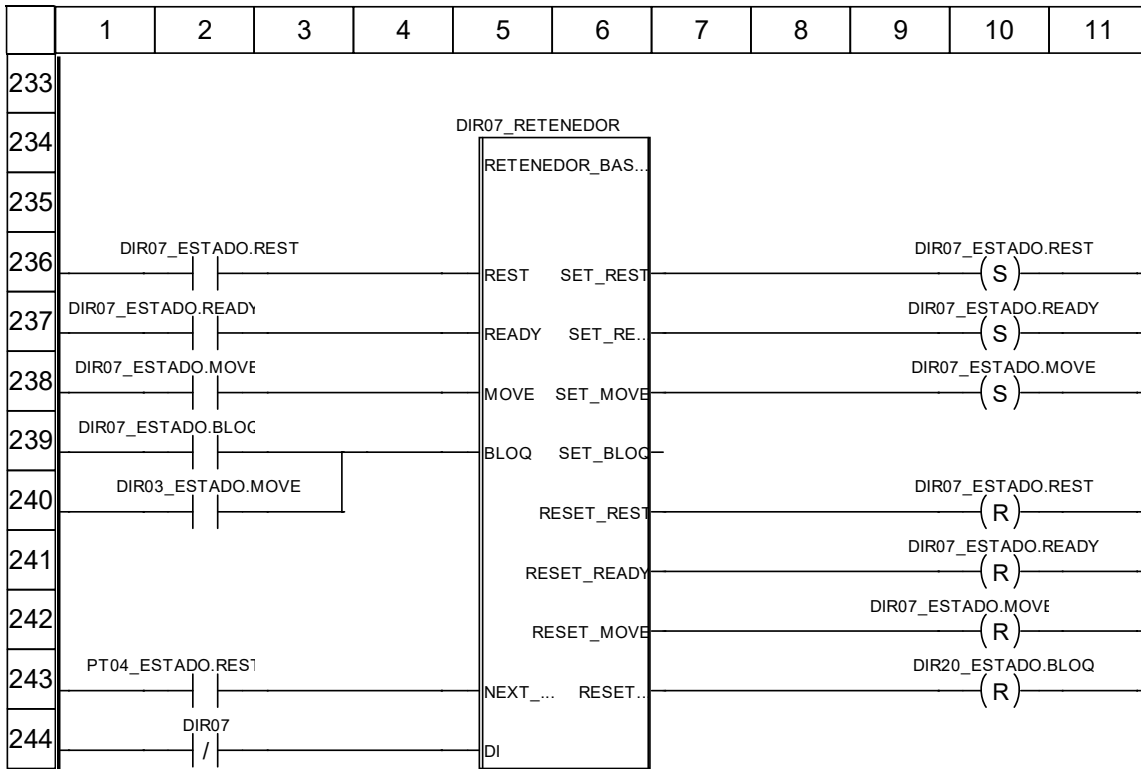 1 2 3 4 5 6 7 8 9 10 11
233
234 DIR07_RETENEDOR
RETENEDOR_BAS...
235
DIR07_ESTADO.REST DIR07_ESTADO.REST
236 REST SET_REST S
DIR07_ESTADO.READY DIR07_ESTADO.READY
237 READY SET_RE.. S
DIR07_ESTADO.MOVE DIR07_ESTADO.MOVE
238 MOVE SET_MOVE S
DIR07_ESTADO.BLOQ
239 BLOQ SET_BLOQ
DIR03_ESTADO.MOVE DIR07_ESTADO.REST
240 RESET_REST R
DIR07_ESTADO.READY
241 RESET_READY R
DIR07_ESTADO.MOVE
242 RESET_MOVE R
PT04_ESTADO.REST DIR20_ESTADO.BLOQ
243 NEXT_... RESET.. R
DIR07
244 / DI